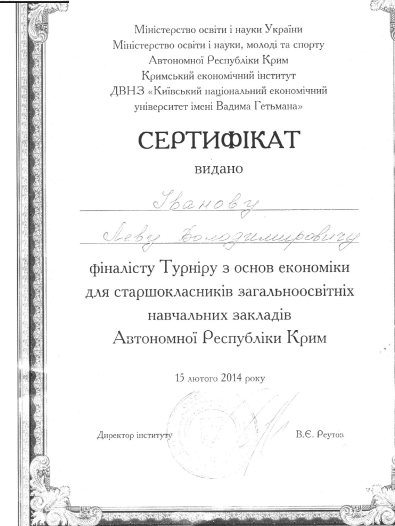 Міністерство освіти і науки України
Міністерство освіти і науки, молоді та спорту
Автономної Республіки Крим
Кримський економічний інститут
ДВНЗ «Київський національний економічний
університет імені Вадима Гетьмана»
СЕРТИФІКАТ
видано
Іванову
Леву Володимировичу
фіналісту Турніру з основ економіки
для старшокласників загальноосвітніх
навчальних закладів
Автономної Республіки Крим
15 лютого 2014 року
Директор інституту В.Є. Реутов